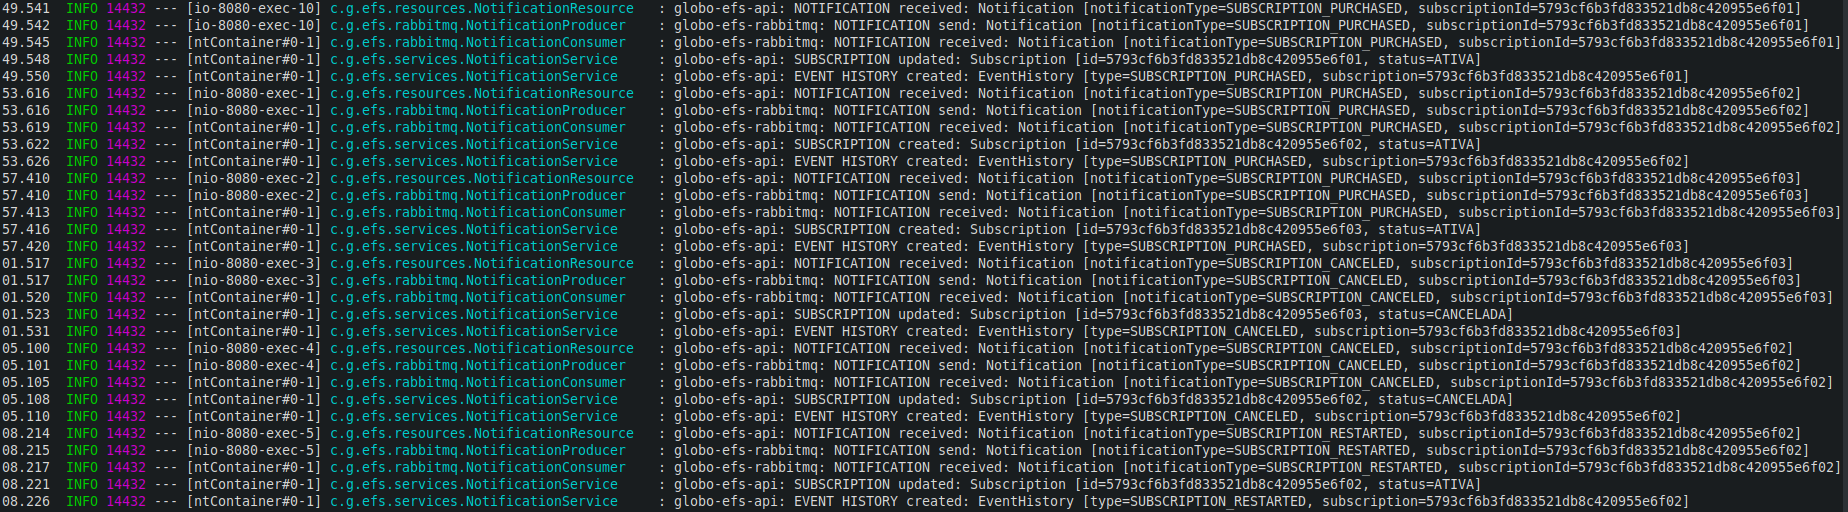 49.541  INFO 14432 --- [io-8080-exec-10] c.g.efs.resources.NotificationResource   : globo-efs-api: NOTIFICATION received: Notification [notificationType=SUBSCRIPTION_PURCHASED, subscriptionId=5793cf6b3fd833521db8c420955e6f01]
49.542  INFO 14432 --- [io-8080-exec-10] c.g.efs.rabbitmq.NotificationProducer    : globo-efs-rabbitmq: NOTIFICATION send: Notification [notificationType=SUBSCRIPTION_PURCHASED, subscriptionId=5793cf6b3fd833521db8c420955e6f01]
49.545  INFO 14432 --- [ntContainer#0-1] c.g.efs.rabbitmq.NotificationConsumer    : globo-efs-rabbitmq: NOTIFICATION received: Notification [notificationType=SUBSCRIPTION_PURCHASED, subscriptionId=5793cf6b3fd833521db8c420955e6f01]
49.548  INFO 14432 --- [ntContainer#0-1] c.g.efs.services.NotificationService     : globo-efs-api: SUBSCRIPTION updated: Subscription [id=5793cf6b3fd833521db8c420955e6f01, status=ATIVA]
49.550  INFO 14432 --- [ntContainer#0-1] c.g.efs.services.NotificationService     : globo-efs-api: EVENT HISTORY created: EventHistory [type=SUBSCRIPTION_PURCHASED, subscription=5793cf6b3fd833521db8c420955e6f01]
53.616  INFO 14432 --- [nio-8080-exec-1] c.g.efs.resources.NotificationResource   : globo-efs-api: NOTIFICATION received: Notification [notificationType=SUBSCRIPTION_PURCHASED, subscriptionId=5793cf6b3fd833521db8c420955e6f02]
53.616  INFO 14432 --- [nio-8080-exec-1] c.g.efs.rabbitmq.NotificationProducer    : globo-efs-rabbitmq: NOTIFICATION send: Notification [notificationType=SUBSCRIPTION_PURCHASED, subscriptionId=5793cf6b3fd833521db8c420955e6f02]
53.619  INFO 14432 --- [ntContainer#0-1] c.g.efs.rabbitmq.NotificationConsumer    : globo-efs-rabbitmq: NOTIFICATION received: Notification [notificationType=SUBSCRIPTION_PURCHASED, subscriptionId=5793cf6b3fd833521db8c420955e6f02]
53.622  INFO 14432 --- [ntContainer#0-1] c.g.efs.services.NotificationService     : globo-efs-api: SUBSCRIPTION created: Subscription [id=5793cf6b3fd833521db8c420955e6f02, status=ATIVA]
53.626  INFO 14432 --- [ntContainer#0-1] c.g.efs.services.NotificationService     : globo-efs-api: EVENT HISTORY created: EventHistory [type=SUBSCRIPTION_PURCHASED, subscription=5793cf6b3fd833521db8c420955e6f02]
57.410  INFO 14432 --- [nio-8080-exec-2] c.g.efs.resources.NotificationResource   : globo-efs-api: NOTIFICATION received: Notification [notificationType=SUBSCRIPTION_PURCHASED, subscriptionId=5793cf6b3fd833521db8c420955e6f03]
57.410  INFO 14432 --- [nio-8080-exec-2] c.g.efs.rabbitmq.NotificationProducer    : globo-efs-rabbitmq: NOTIFICATION send: Notification [notificationType=SUBSCRIPTION_PURCHASED, subscriptionId=5793cf6b3fd833521db8c420955e6f03]
57.413  INFO 14432 --- [ntContainer#0-1] c.g.efs.rabbitmq.NotificationConsumer    : globo-efs-rabbitmq: NOTIFICATION received: Notification [notificationType=SUBSCRIPTION_PURCHASED, subscriptionId=5793cf6b3fd833521db8c420955e6f03]
57.416  INFO 14432 --- [ntContainer#0-1] c.g.efs.services.NotificationService     : globo-efs-api: SUBSCRIPTION created: Subscription [id=5793cf6b3fd833521db8c420955e6f03, status=ATIVA]
57.420  INFO 14432 --- [ntContainer#0-1] c.g.efs.services.NotificationService     : globo-efs-api: EVENT HISTORY created: EventHistory [type=SUBSCRIPTION_PURCHASED, subscription=5793cf6b3fd833521db8c420955e6f03]
01.517  INFO 14432 --- [nio-8080-exec-3] c.g.efs.resources.NotificationResource   : globo-efs-api: NOTIFICATION received: Notification [notificationType=SUBSCRIPTION_CANCELED, subscriptionId=5793cf6b3fd833521db8c420955e6f03]
01.517  INFO 14432 --- [nio-8080-exec-3] c.g.efs.rabbitmq.NotificationProducer    : globo-efs-rabbitmq: NOTIFICATION send: Notification [notificationType=SUBSCRIPTION_CANCELED, subscriptionId=5793cf6b3fd833521db8c420955e6f03]
01.520  INFO 14432 --- [ntContainer#0-1] c.g.efs.rabbitmq.NotificationConsumer    : globo-efs-rabbitmq: NOTIFICATION received: Notification [notificationType=SUBSCRIPTION_CANCELED, subscriptionId=5793cf6b3fd833521db8c420955e6f03]
01.523  INFO 14432 --- [ntContainer#0-1] c.g.efs.services.NotificationService     : globo-efs-api: SUBSCRIPTION updated: Subscription [id=5793cf6b3fd833521db8c420955e6f03, status=CANCELADA]
01.531  INFO 14432 --- [ntContainer#0-1] c.g.efs.services.NotificationService     : globo-efs-api: EVENT HISTORY created: EventHistory [type=SUBSCRIPTION_CANCELED, subscription=5793cf6b3fd833521db8c420955e6f03]
05.100  INFO 14432 --- [nio-8080-exec-4] c.g.efs.resources.NotificationResource   : globo-efs-api: NOTIFICATION received: Notification [notificationType=SUBSCRIPTION_CANCELED, subscriptionId=5793cf6b3fd833521db8c420955e6f02]
05.101  INFO 14432 --- [nio-8080-exec-4] c.g.efs.rabbitmq.NotificationProducer    : globo-efs-rabbitmq: NOTIFICATION send: Notification [notificationType=SUBSCRIPTION_CANCELED, subscriptionId=5793cf6b3fd833521db8c420955e6f02]
05.105  INFO 14432 --- [ntContainer#0-1] c.g.efs.rabbitmq.NotificationConsumer    : globo-efs-rabbitmq: NOTIFICATION received: Notification [notificationType=SUBSCRIPTION_CANCELED, subscriptionId=5793cf6b3fd833521db8c420955e6f02]
05.108  INFO 14432 --- [ntContainer#0-1] c.g.efs.services.NotificationService     : globo-efs-api: SUBSCRIPTION updated: Subscription [id=5793cf6b3fd833521db8c420955e6f02, status=CANCELADA]
05.110  INFO 14432 --- [ntContainer#0-1] c.g.efs.services.NotificationService     : globo-efs-api: EVENT HISTORY created: EventHistory [type=SUBSCRIPTION_CANCELED, subscription=5793cf6b3fd833521db8c420955e6f02]
08.214  INFO 14432 --- [nio-8080-exec-5] c.g.efs.resources.NotificationResource   : globo-efs-api: NOTIFICATION received: Notification [notificationType=SUBSCRIPTION_RESTARTED, subscriptionId=5793cf6b3fd833521db8c420955e6f02]
08.215  INFO 14432 --- [nio-8080-exec-5] c.g.efs.rabbitmq.NotificationProducer    : globo-efs-rabbitmq: NOTIFICATION send: Notification [notificationType=SUBSCRIPTION_RESTARTED, subscriptionId=5793cf6b3fd833521db8c420955e6f02]
08.217  INFO 14432 --- [ntContainer#0-1] c.g.efs.rabbitmq.NotificationConsumer    : globo-efs-rabbitmq: NOTIFICATION received: Notification [notificationType=SUBSCRIPTION_RESTARTED, subscriptionId=5793cf6b3fd833521db8c420955e6f02]
08.221  INFO 14432 --- [ntContainer#0-1] c.g.efs.services.NotificationService     : globo-efs-api: SUBSCRIPTION updated: Subscription [id=5793cf6b3fd833521db8c420955e6f02, status=ATIVA]
08.226  INFO 14432 --- [ntContainer#0-1] c.g.efs.services.NotificationService     : globo-efs-api: EVENT HISTORY created: EventHistory [type=SUBSCRIPTION_RESTARTED, subscription=5793cf6b3fd833521db8c420955e6f02]